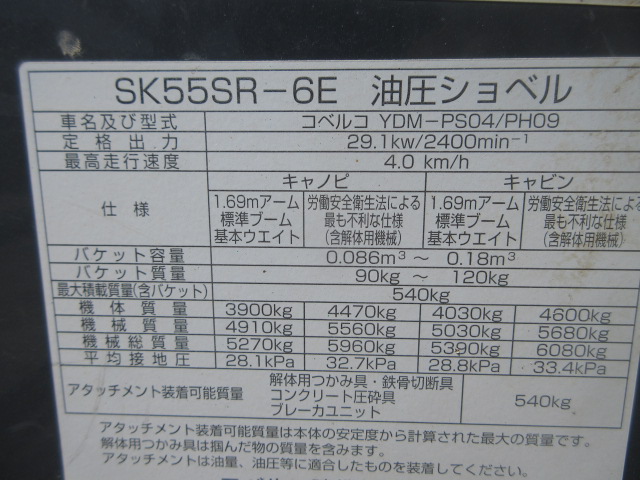 SK55SR-6E 油圧ショベル
車名及び型式 コベルコ YDM-PS04/PH09
定格出力 29.1kw/2400min⁻¹
最高走行速度 4.0 km/h
仕様 キャノピ キャビン
1.69mアーム 労働安全衛生法による 1.69mアーム 労働安全衛生法による
標準ブーム 最も不利な仕様 標準ブーム 最も不利な仕様
基本ウエイト (含解体用機械) 基本ウエイト (含解体用機械)
バケット容量 0.086m³ ~ 0.18m³
バケット質量 90kg ~ 120kg
最大積載質量(含バケット) 540kg
機体質量 3900kg 4470kg 4030kg 4600kg
機械質量 4910kg 5560kg 5030kg 5680kg
機械総質量 5270kg 5960kg 5390kg 6080kg
平均接地圧 28.1kPa 32.7kPa 28.8kPa 33.4kPa
アタッチメント装着可能質量 解体用つかみ具・鉄骨切断具 540kg
コンクリート圧砕具
ブレーカユニット
アタッチメント装着可能質量は本体の安定度から計算された最大の質量です。
解体用つかみ具は掴んだ物の質量を含みます。
アタッチメントは油量、油圧等に適合したものを装着してください。